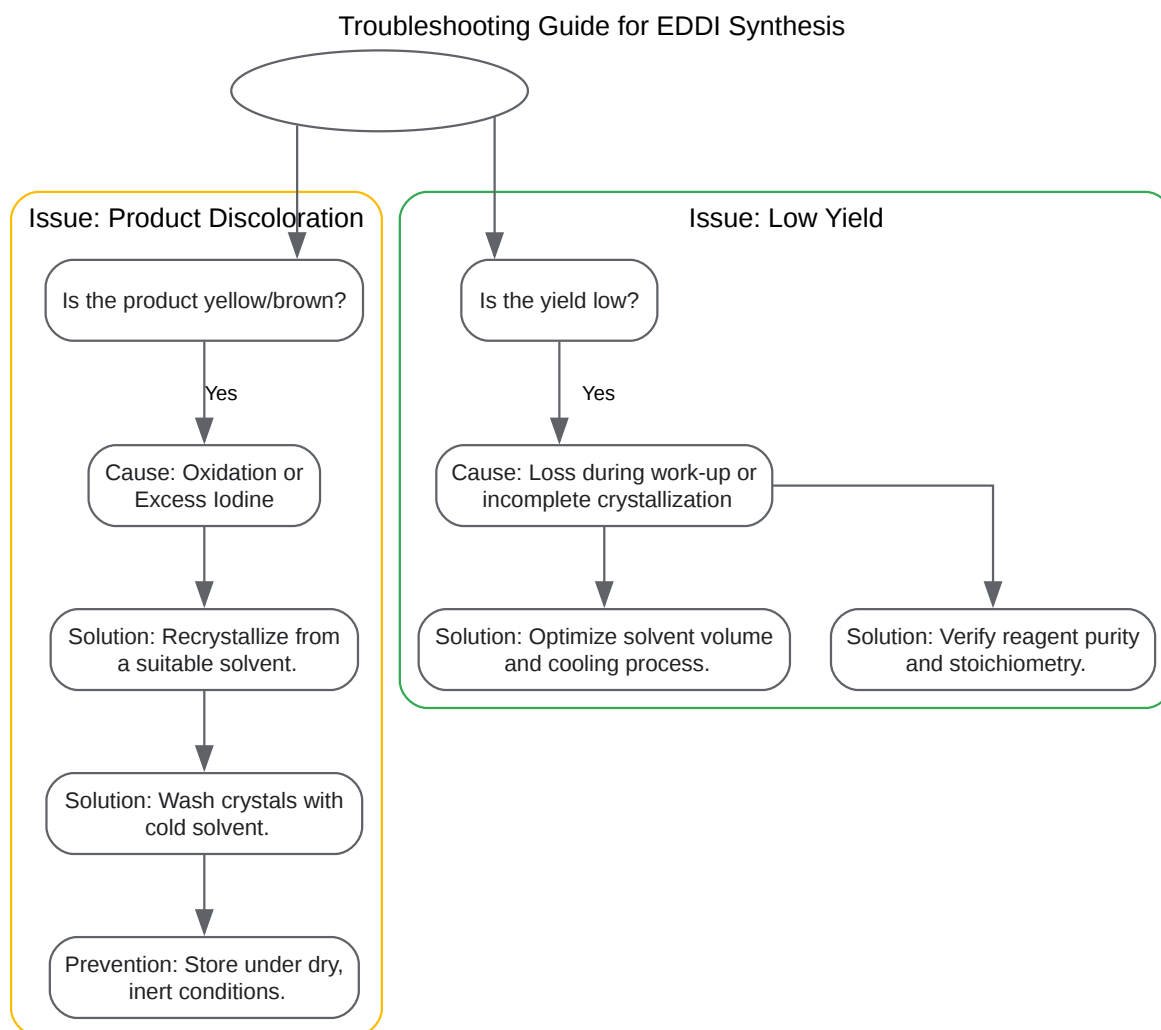 Troubleshooting Guide for EDDI Synthesis
Issue: Product Discoloration
Is the product yellow/brown?
Yes
Cause: Oxidation or
Excess Iodine
Solution: Recrystallize from
a suitable solvent.
Solution: Wash crystals with
cold solvent.
Prevention: Store under dry,
inert conditions.
Issue: Low Yield
Is the yield low?
Yes
Cause: Loss during work-up or
incomplete crystallization
Solution: Optimize solvent volume
and cooling process.
Solution: Verify reagent purity
and stoichiometry.